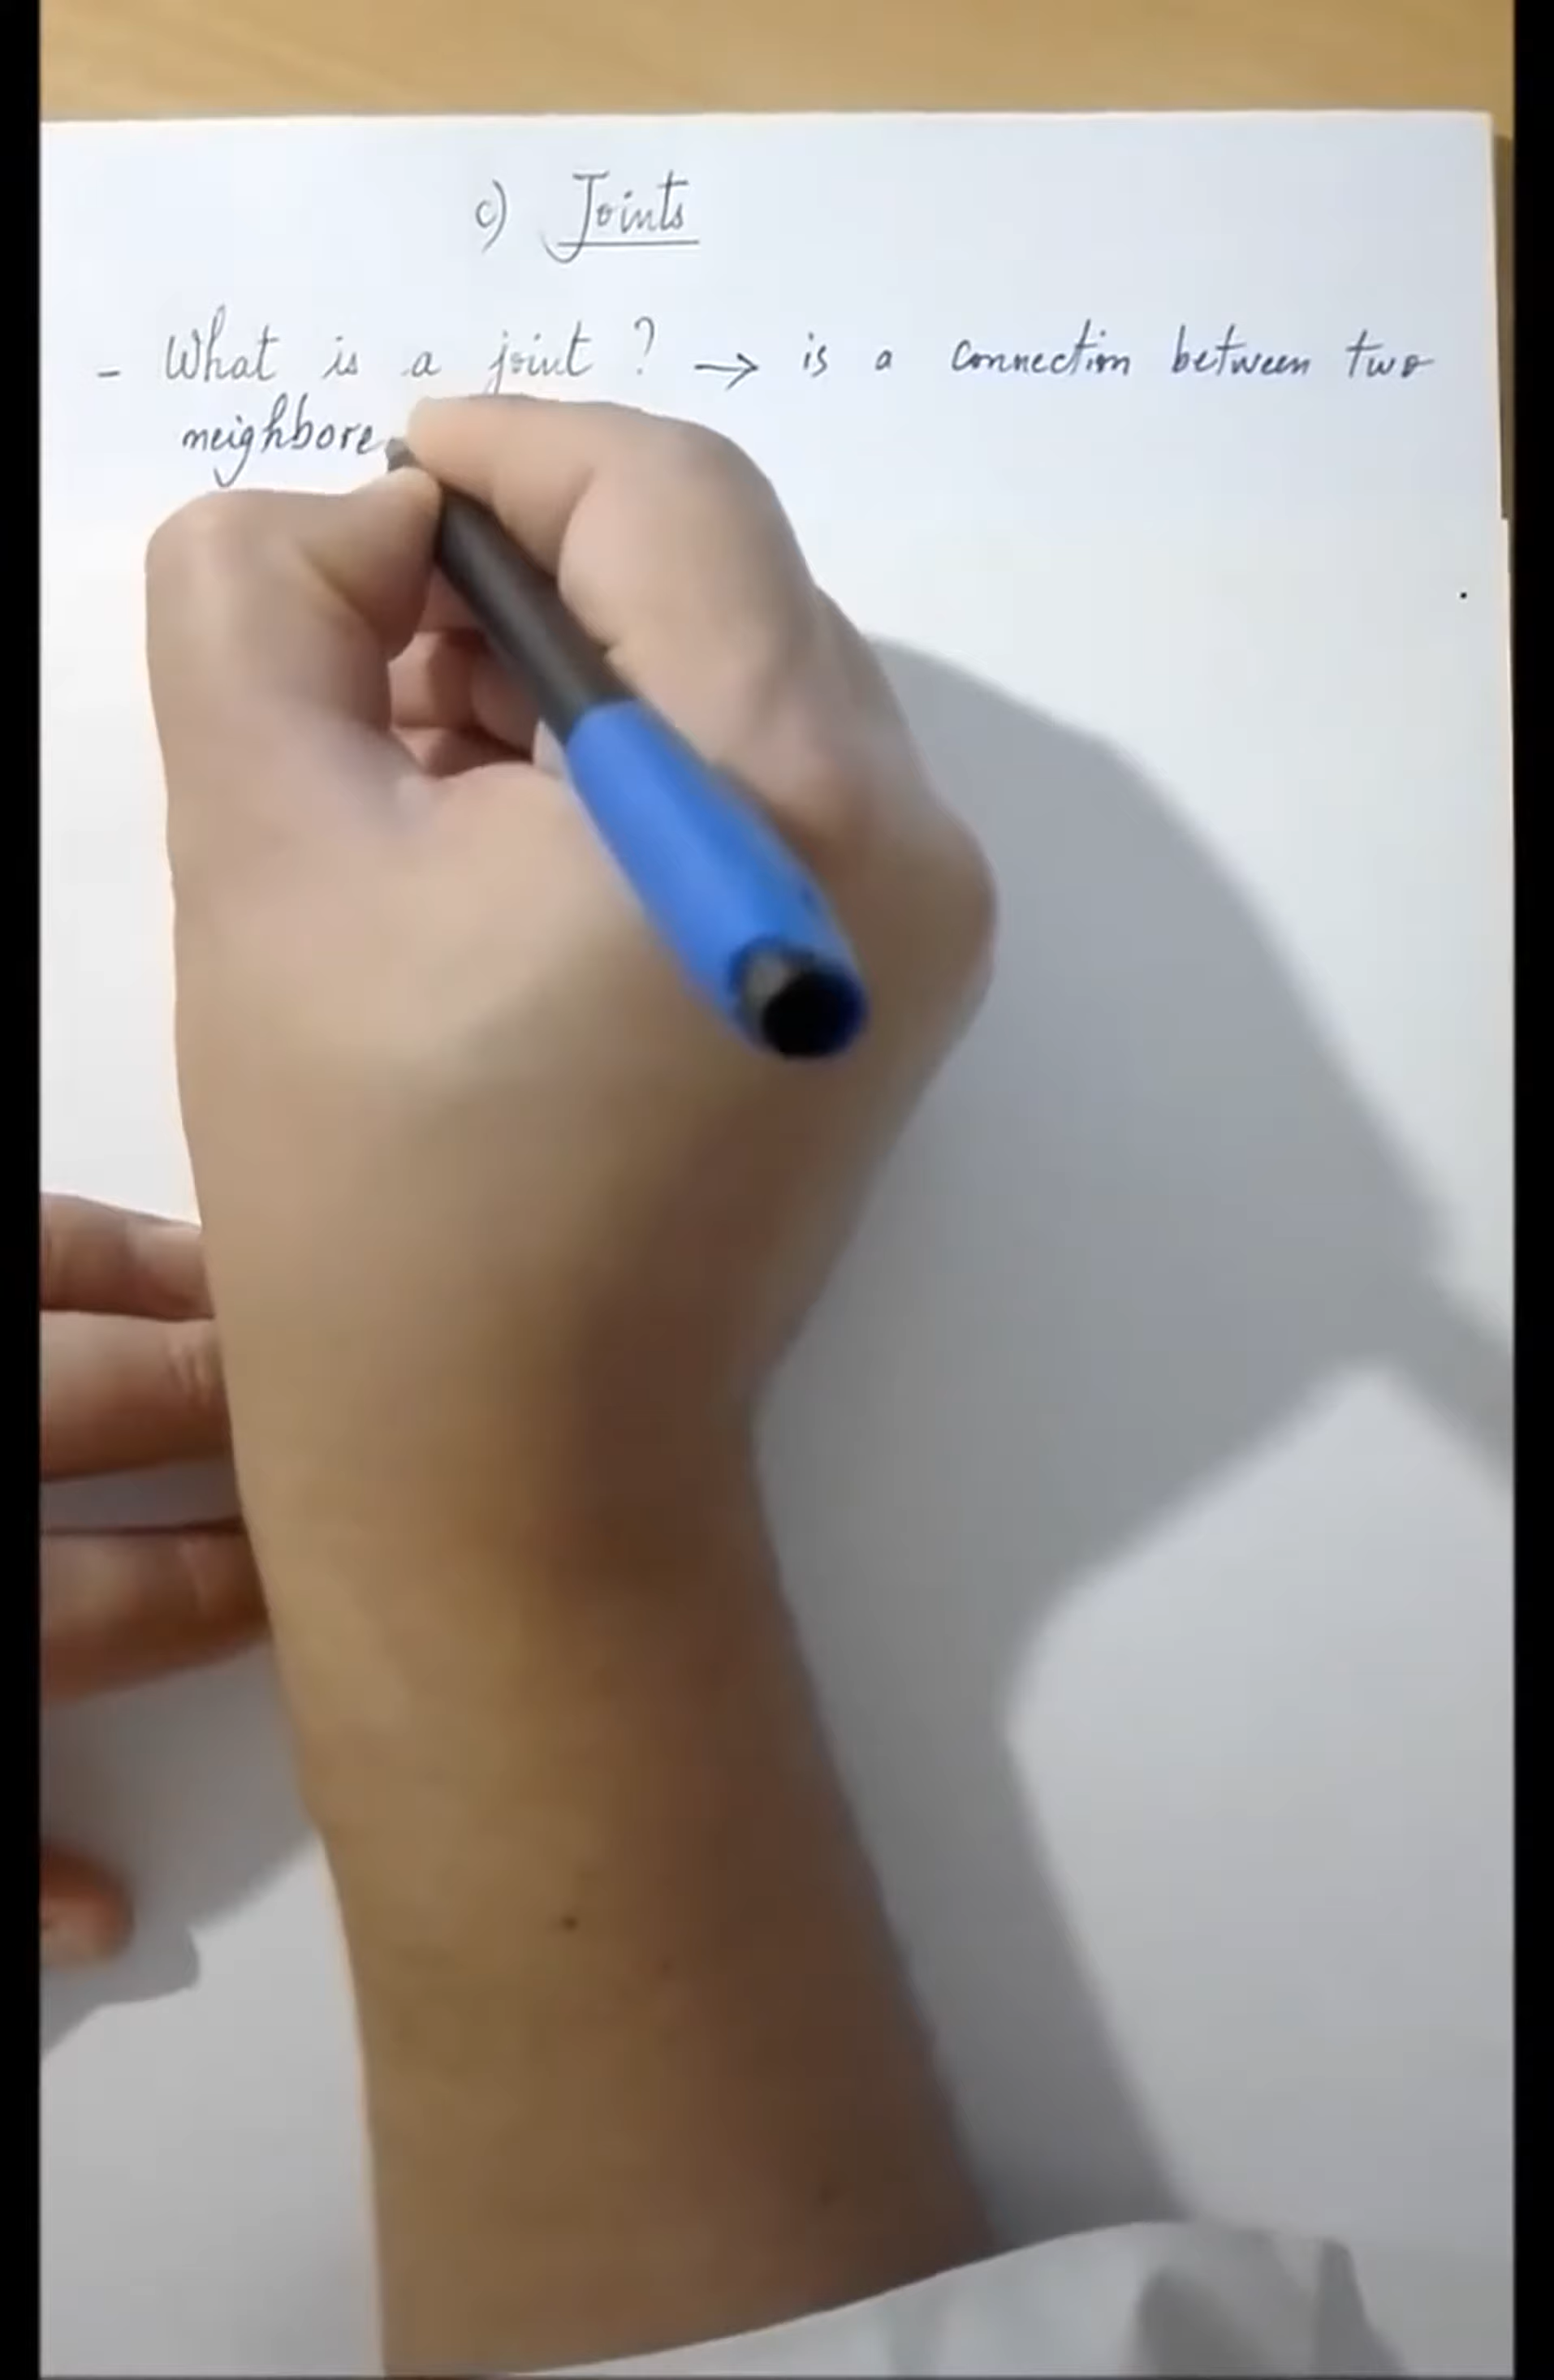 c) Joints
- What is a joint ? → is a connection between two
neighbore